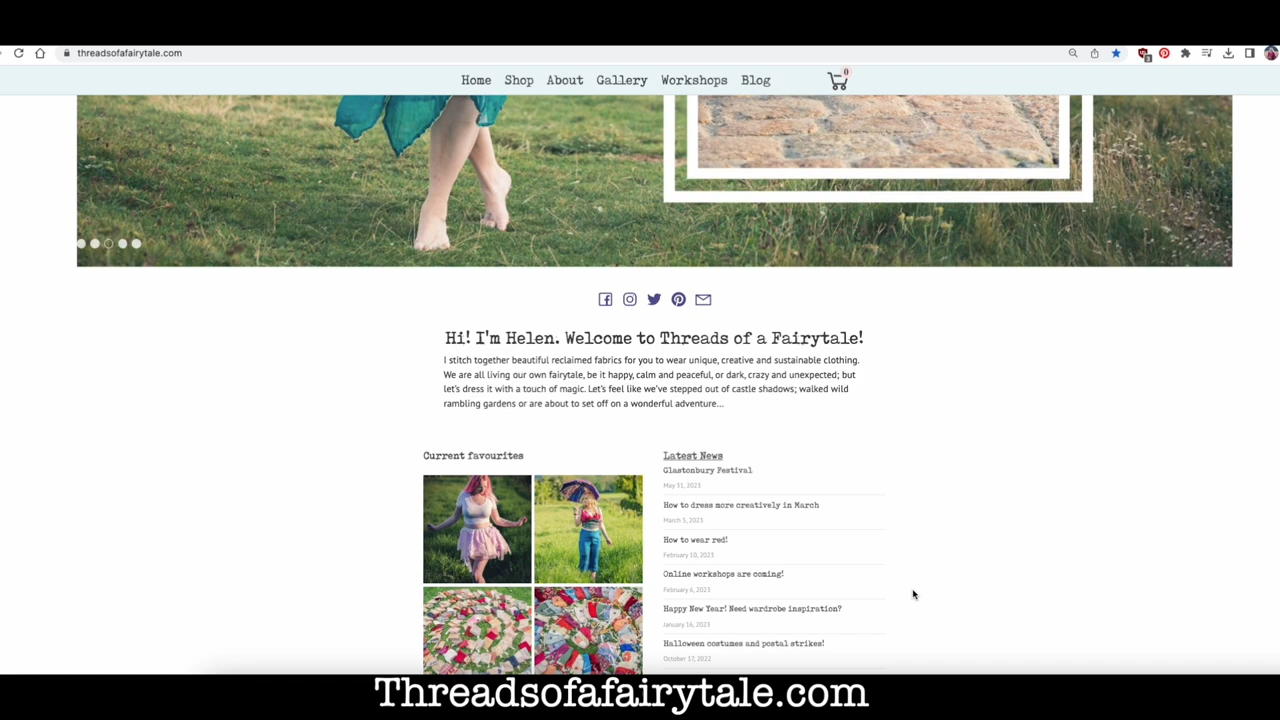 threadsofafairytale.com
Home Shop About Gallery Workshops Blog 0
Hi! I'm Helen. Welcome to Threads of a Fairytale!
I stitch together beautiful reclaimed fabrics for you to wear unique, creative and sustainable clothing.
We are all living our own fairytale, be it happy, calm and peaceful, or dark, crazy and unexpected; but
let's dress it with a touch of magic. Let's feel like we've stepped out of castle shadows; walked wild
rambling gardens or are about to set off on a wonderful adventure...
Current favourites
Latest News
Glastonbury Festival
May 31, 2023
How to dress more creatively in March
March 5, 2023
How to wear red!
February 10, 2023
Online workshops are coming!
February 6, 2023
Happy New Year! Need wardrobe inspiration?
January 16, 2023
Halloween costumes and postal strikes!
October 17, 2022
Threadsofafairytale.com